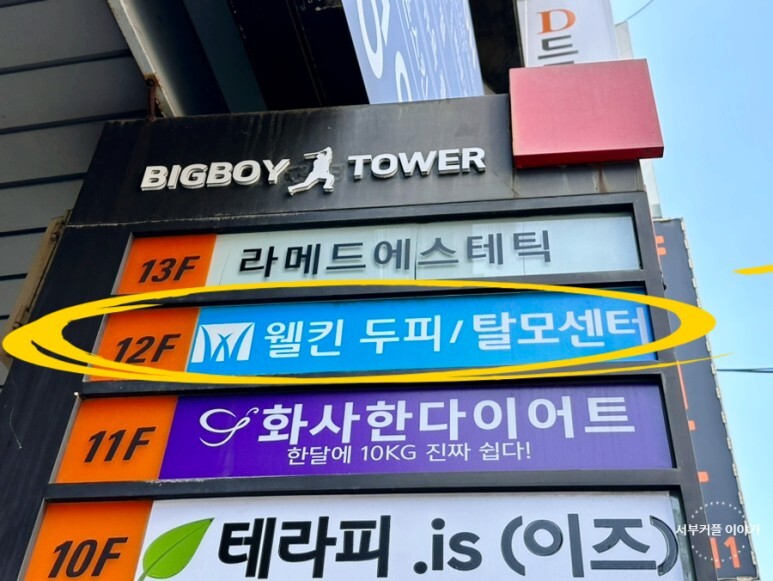 D
BIGBOY TOWER
13F 라메드에스테틱
12F 웰킨 두피/탈모센터
11F 화사한다이어트
한달에 10KG 진짜 쉽다!
10F 테라피 .is (이즈)
서부커플 이야기